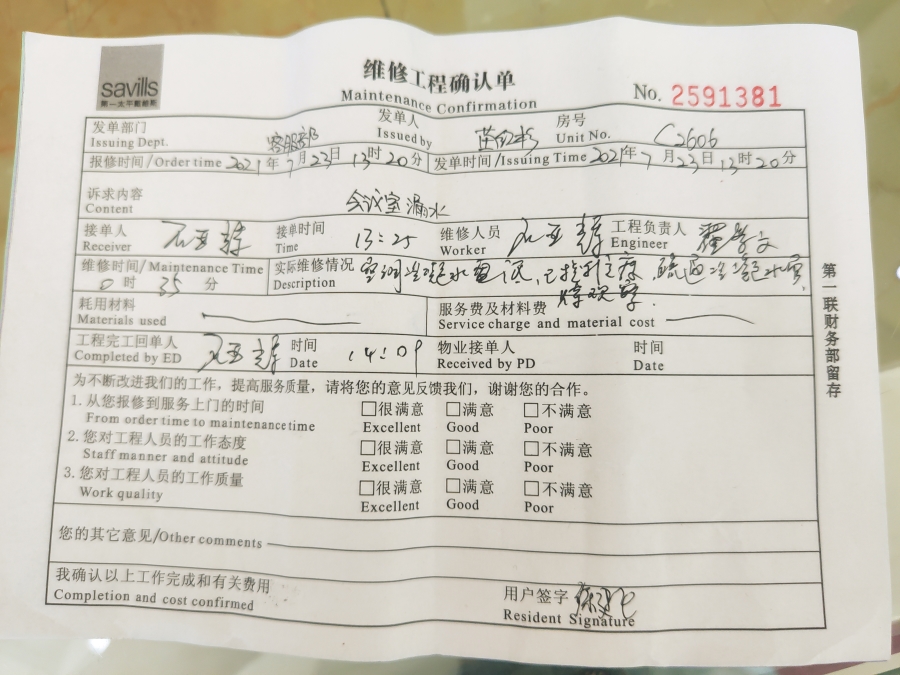 savills
第一太平戴维斯
维修工程确认单
Maintenance Confirmation
No. 2591381
发单部门 客服部 发单人 房号
Issuing Dept. Issued by Unit No. C2606
报修时间/Order time 2021年7月23日13时20分 发单时间/Issuing Time 2021年7月23日13时20分
诉求内容 会议室漏水
Content
接单人 接单时间 维修人员 工程负责人
Receiver Time 13:25 Worker Engineer
维修时间/Maintenance Time 实际维修情况
0时35分 Description
耗用材料 服务费及材料费
Materials used Service charge and material cost
工程完工回单人 时间 14:09 物业接单人 时间
Completed by ED Date Received by PD Date
为不断改进我们的工作，提高服务质量，请将您的意见反馈我们，谢谢您的合作。
1. 从您报修到服务上门的时间 □很满意 □满意 □不满意
From order time to maintenance time Excellent Good Poor
2. 您对工程人员的工作态度 □很满意 □满意 □不满意
Staff manner and attitude Excellent Good Poor
3. 您对工程人员的工作质量 □很满意 □满意 □不满意
Work quality Excellent Good Poor
您的其它意见/Other comments
我确认以上工作完成和有关费用 用户签字
Completion and cost confirmed Resident Signature
第一联财务部留存